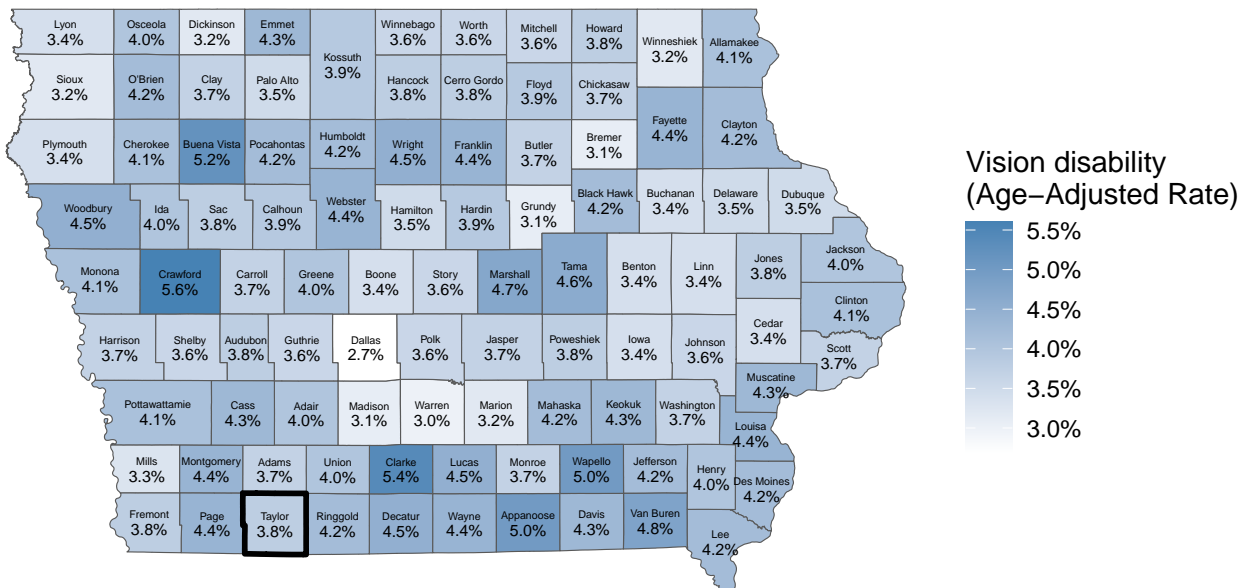 Lyon
3.4%
Osceola
4.0%
Dickinson
3.2%
Emmet
4.3%
Kossuth
3.9%
Winnebago
3.6%
Worth
3.6%
Mitchell
3.6%
Howard
3.8%
Winneshiek
3.2%
Allamakee
4.1%
Sioux
3.2%
O'Brien
4.2%
Clay
3.7%
Palo Alto
3.5%
Hancock
3.8%
Cerro Gordo
3.8%
Floyd
3.9%
Chickasaw
3.7%
Fayette
4.4%
Clayton
4.2%
Plymouth
3.4%
Cherokee
4.1%
Buena Vista
5.2%
Pocahontas
4.2%
Humboldt
4.2%
Wright
4.5%
Franklin
4.4%
Butler
3.7%
Bremer
3.1%
Woodbury
4.5%
Ida
4.0%
Sac
3.8%
Calhoun
3.9%
Webster
4.4%
Hamilton
3.5%
Hardin
3.9%
Grundy
3.1%
Black Hawk
4.2%
Buchanan
3.4%
Delaware
3.5%
Dubuque
3.5%
Monona
4.1%
Crawford
5.6%
Carroll
3.7%
Greene
4.0%
Boone
3.4%
Story
3.6%
Marshall
4.7%
Tama
4.6%
Benton
3.4%
Linn
3.4%
Jones
3.8%
Jackson
4.0%
Clinton
4.1%
Harrison
3.7%
Shelby
3.6%
Audubon
3.8%
Guthrie
3.6%
Dallas
2.7%
Polk
3.6%
Jasper
3.7%
Poweshiek
3.8%
Iowa
3.4%
Johnson
3.6%
Cedar
3.4%
Scott
3.7%
Muscatine
4.3%
Pottawattamie
4.1%
Cass
4.3%
Adair
4.0%
Madison
3.1%
Warren
3.0%
Marion
3.2%
Mahaska
4.2%
Keokuk
4.3%
Washington
3.7%
Louisa
4.4%
Mills
3.3%
Montgomery
4.4%
Adams
3.7%
Union
4.0%
Clarke
5.4%
Lucas
4.5%
Monroe
3.7%
Wapello
5.0%
Jefferson
4.2%
Henry
4.0%
Des Moines
4.2%
Fremont
3.8%
Page
4.4%
Taylor
3.8%
Ringgold
4.2%
Decatur
4.5%
Wayne
4.4%
Appanoose
5.0%
Davis
4.3%
Van Buren
4.8%
Lee
4.2%
Vision disability
(Age−Adjusted Rate)
5.5%
5.0%
4.5%
4.0%
3.5%
3.0%